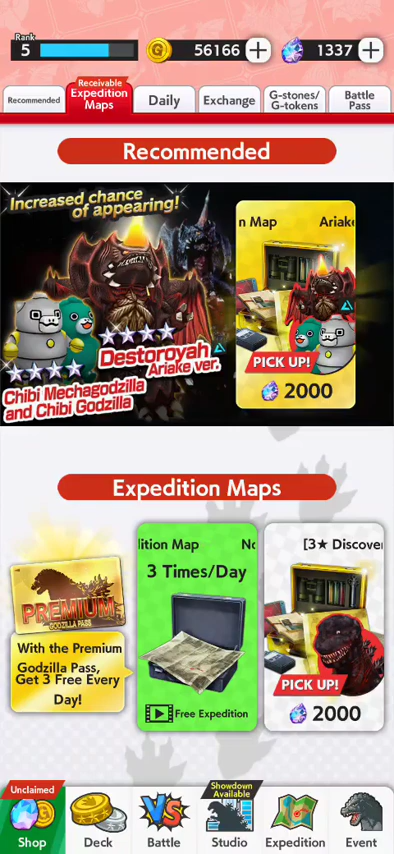 Rank
5
G
56166
1337
Receivable
Recommended
Expedition
Maps
Daily
Exchange
G-stones/
G-tokens
Battle
Pass
Recommended
Increased chance
of appearing!
n Map
Ariake
Destoroyah
Ariake ver.
Chibi Mechagodzilla
and Chibi Godzilla
PICK UP!
2000
Expedition Maps
PREMIUM
GODZILLA PASS
With the Premium
Godzilla Pass,
Get 3 Free Every
Day!
lition Map
No
3 Times/Day
Free Expedition
[3★ Discover
PICK UP!
2000
Unclaimed
Shop
Deck
VS
Battle
Showdown
Available
Studio
Expedition
Event